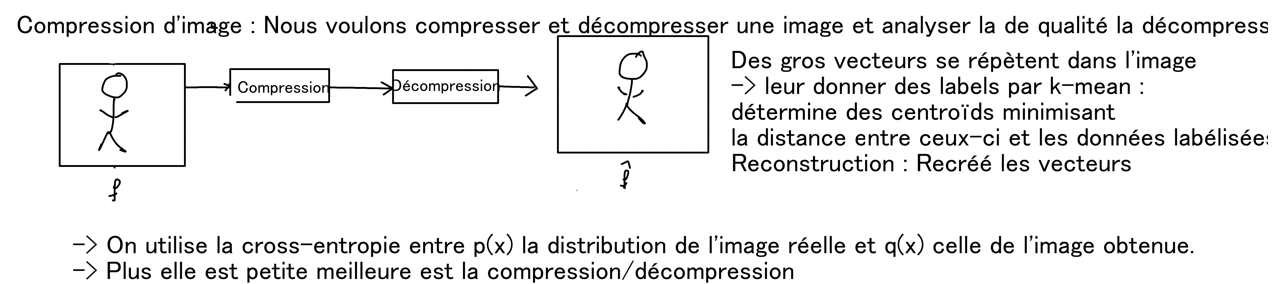 Compression d'image : Nous voulons compresser et décompresser une image et analyser la de qualité la décompress
Des gros vecteurs se répètent dans l'image
-> leur donner des labels par k-mean :
détermine des centroïds minimisant
la distance entre ceux-ci et les données labélisées
Reconstruction : Recréé les vecteurs
Compression
Décompression
f
f̂
-> On utilise la cross-entropie entre p(x) la distribution de l'image réelle et q(x) celle de l'image obtenue.
-> Plus elle est petite meilleure est la compression/décompression